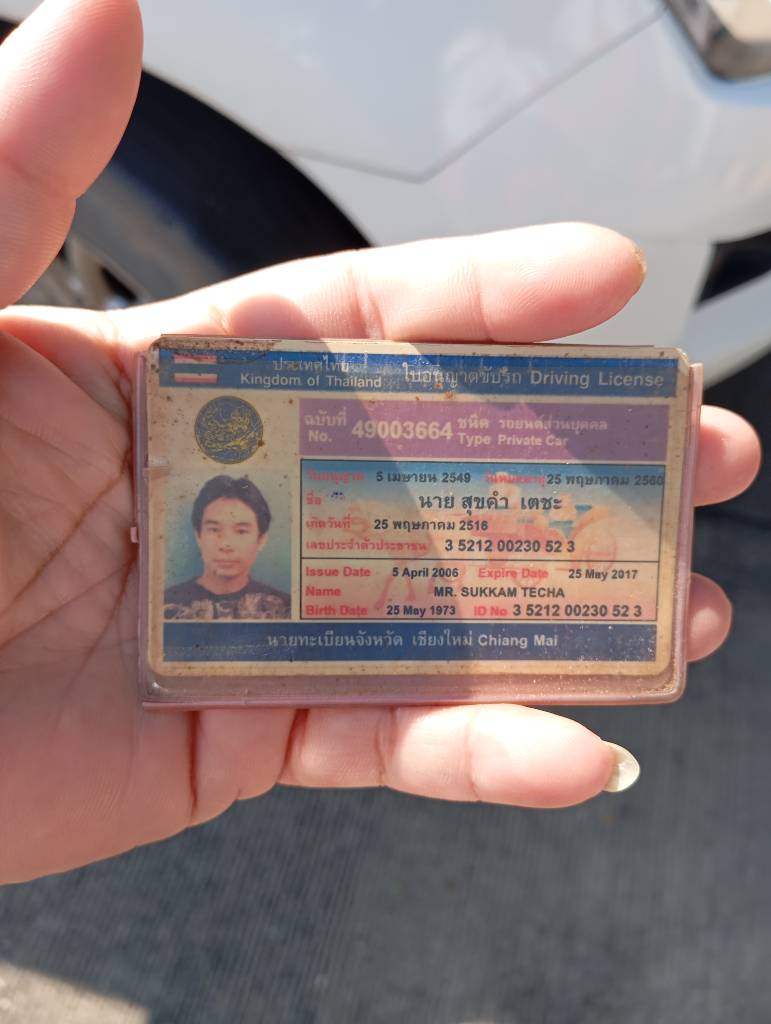 ประเทศไทย
Kingdom of Thailand
ใบอนุญาตขับรถ Driving License
ฉบับที่ No. 49003664 ชนิด รถยนต์ส่วนบุคคล
Type Private Car
วันอนุญาต 5 เมษายน 2549 วันหมดอายุ 25 พฤษภาคม 2560
ชื่อ นาย สุขคำ เตชะ
เกิดวันที่ 25 พฤษภาคม 2516
เลขประจำตัวประชาชน 3 5212 00230 52 3
Issue Date 5 April 2006 Expire Date 25 May 2017
Name MR. SUKKAM TECHA
Birth Date 25 May 1973 ID No 3 5212 00230 52 3
นายทะเบียนจังหวัด เชียงใหม่ Chiang Mai